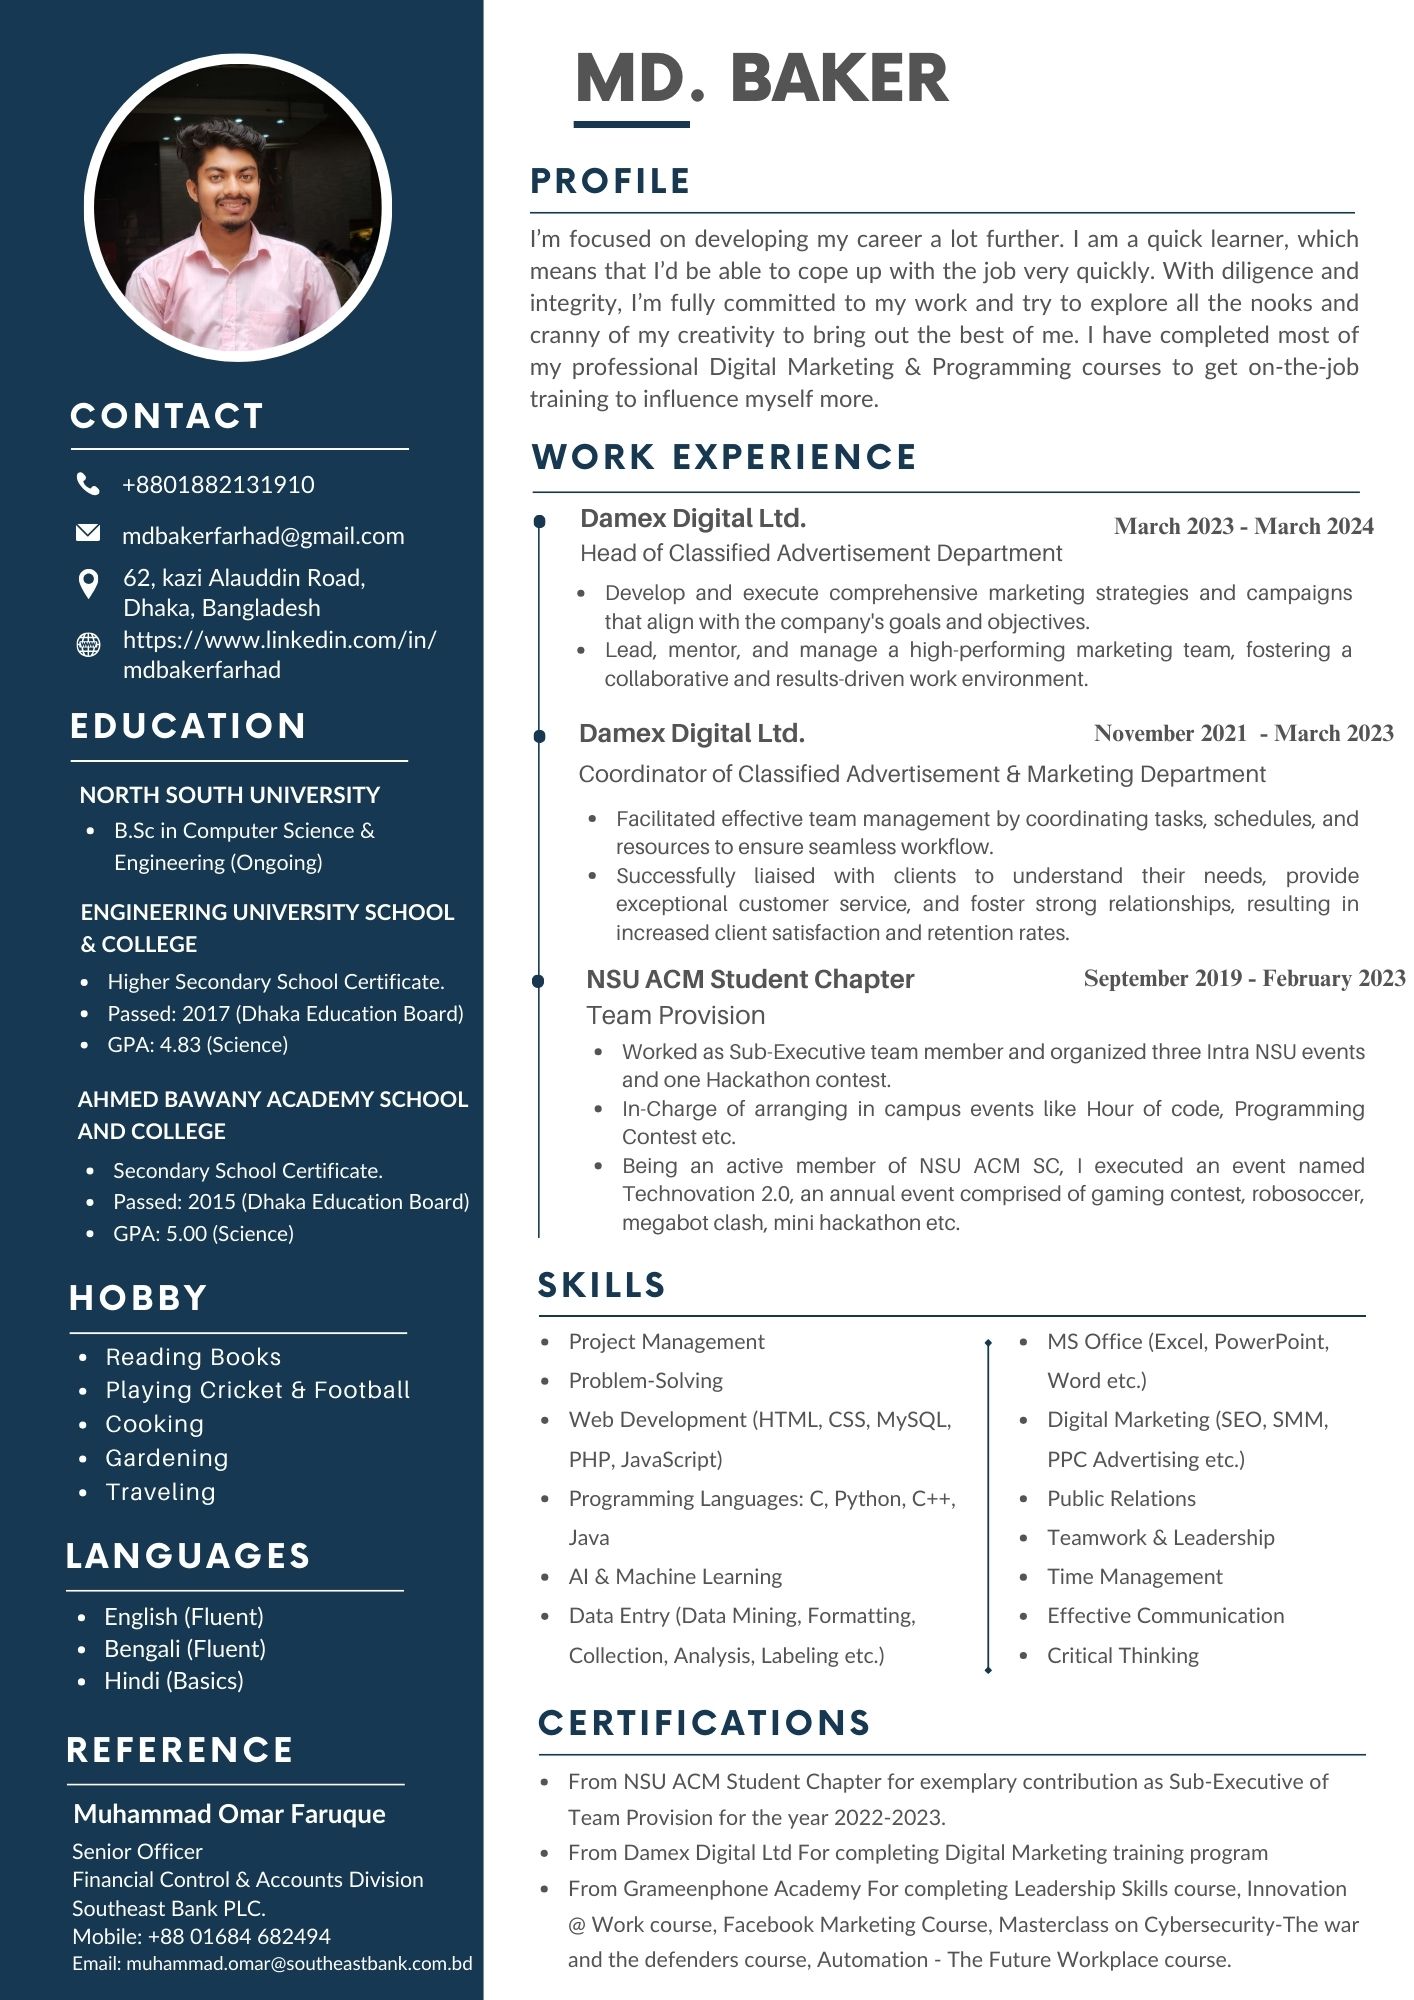 MD. BAKER
CONTACT
+8801882131910
mdbakerfarhad@gmail.com
62, kazi Alauddin Road,
Dhaka, Bangladesh
https://www.linkedin.com/in/
mdbakerfarhad
EDUCATION
NORTH SOUTH UNIVERSITY
• B.Sc in Computer Science &
Engineering (Ongoing)
ENGINEERING UNIVERSITY SCHOOL
& COLLEGE
• Higher Secondary School Certificate.
• Passed: 2017 (Dhaka Education Board)
• GPA: 4.83 (Science)
AHMED BAWANY ACADEMY SCHOOL
AND COLLEGE
• Secondary School Certificate.
• Passed: 2015 (Dhaka Education Board)
• GPA: 5.00 (Science)
HOBBY
• Reading Books
• Playing Cricket & Football
• Cooking
• Gardening
• Traveling
LANGUAGES
• English (Fluent)
• Bengali (Fluent)
• Hindi (Basics)
REFERENCE
Muhammad Omar Faruque
Senior Officer
Financial Control & Accounts Division
Southeast Bank PLC.
Mobile: +88 01684 682494
Email: muhammad.omar@southeastbank.com.bd
PROFILE
I'm focused on developing my career a lot further. I am a quick learner, which
means that I'd be able to cope up with the job very quickly. With diligence and
integrity, I'm fully committed to my work and try to explore all the nooks and
cranny of my creativity to bring out the best of me. I have completed most of
my professional Digital Marketing & Programming courses to get on-the-job
training to influence myself more.
WORK EXPERIENCE
Damex Digital Ltd.
March 2023 - March 2024
Head of Classified Advertisement Department
• Develop and execute comprehensive marketing strategies and campaigns
that align with the company's goals and objectives.
• Lead, mentor, and manage a high-performing marketing team, fostering a
collaborative and results-driven work environment.
Damex Digital Ltd.
November 2021 - March 2023
Coordinator of Classified Advertisement & Marketing Department
• Facilitated effective team management by coordinating tasks, schedules, and
resources to ensure seamless workflow.
• Successfully liaised with clients to understand their needs, provide
exceptional customer service, and foster strong relationships, resulting in
increased client satisfaction and retention rates.
NSU ACM Student Chapter
September 2019 - February 2023
Team Provision
• Worked as Sub-Executive team member and organized three Intra NSU events
and one Hackathon contest.
• In-Charge of arranging in campus events like Hour of code, Programming
Contest etc.
• Being an active member of NSU ACM SC, I executed an event named
Technovation 2.0, an annual event comprised of gaming contest, robosoccer,
megabot clash, mini hackathon etc.
SKILLS
• Project Management
• Problem-Solving
• Web Development (HTML, CSS, MySQL,
PHP, JavaScript)
• Programming Languages: C, Python, C++,
Java
• AI & Machine Learning
• Data Entry (Data Mining, Formatting,
Collection, Analysis, Labeling etc.)
• MS Office (Excel, PowerPoint,
Word etc.)
• Digital Marketing (SEO, SMM,
PPC Advertising etc.)
• Public Relations
• Teamwork & Leadership
• Time Management
• Effective Communication
• Critical Thinking
CERTIFICATIONS
• From NSU ACM Student Chapter for exemplary contribution as Sub-Executive of
Team Provision for the year 2022-2023.
• From Damex Digital Ltd For completing Digital Marketing training program
• From Grameenphone Academy For completing Leadership Skills course, Innovation
@ Work course, Facebook Marketing Course, Masterclass on Cybersecurity-The war
and the defenders course, Automation - The Future Workplace course.